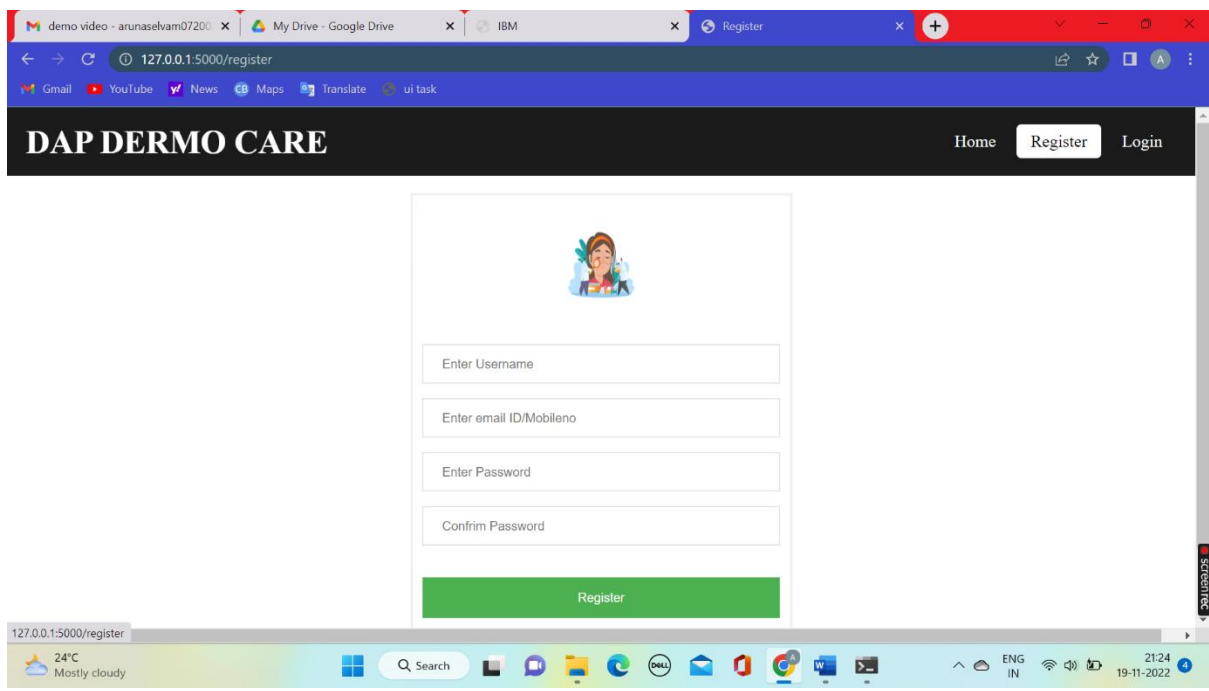 demo video - arunaselvam07200 My Drive - Google Drive IBM Register
127.0.0.1:5000/register
Gmail YouTube News Maps Translate ui task
DAP DERMO CARE Home Register Login
Enter Username
Enter email ID/Mobileno
Enter Password
Confrim Password
Register
screenrec
127.0.0.1:5000/register
24°C
Mostly cloudy
Search
DELL
ENG
IN
21:24
19-11-2022
4